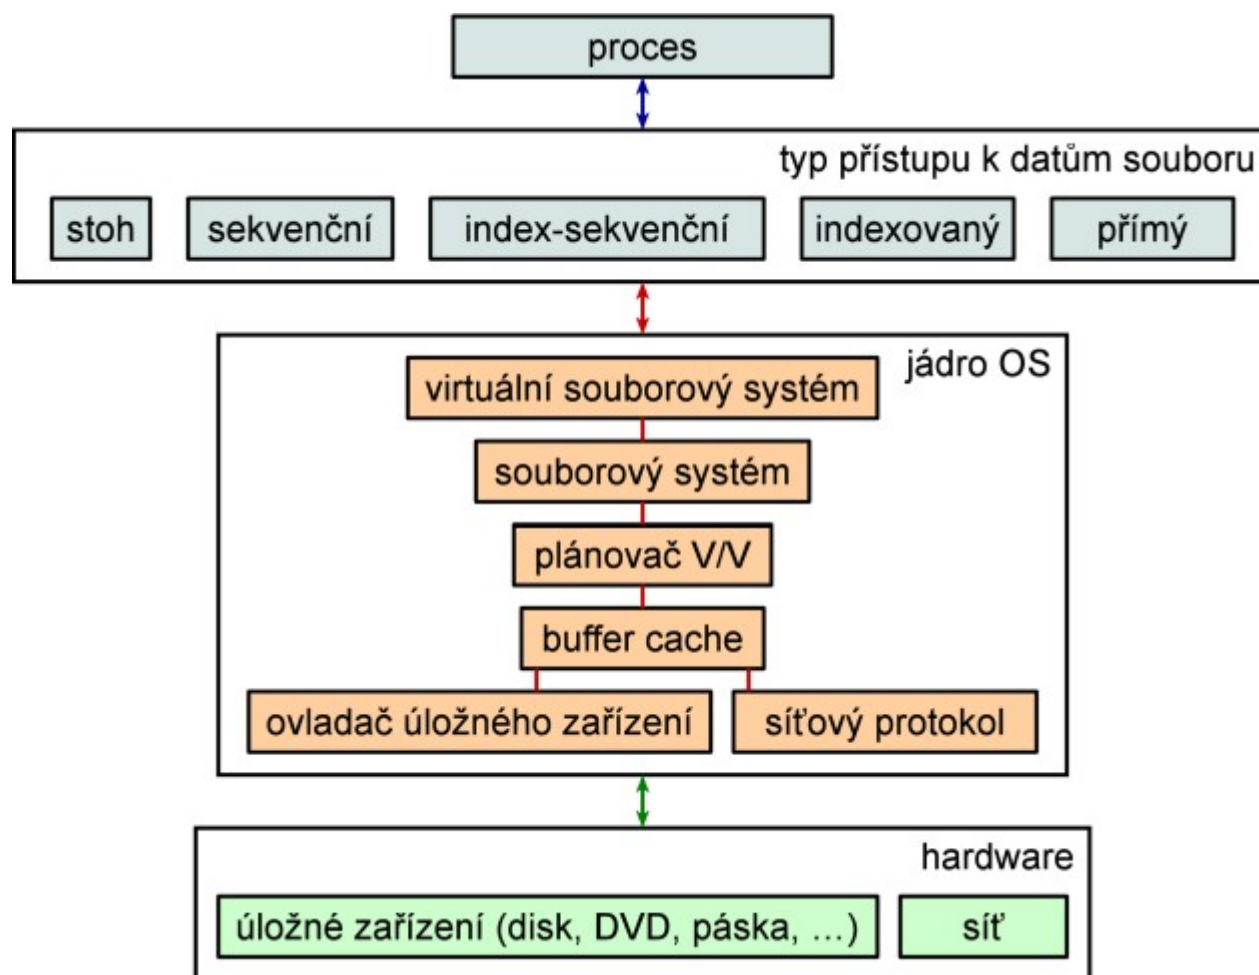 proces
typ přístupu k datům souboru
stoh sekvenční index-sekvenční indexovaný přímý
jádro OS
virtuální souborový systém
souborový systém
plánovač V/V
buffer cache
ovladač úložného zařízení síťový protokol
hardware
úložné zařízení (disk, DVD, páska, ...) síť